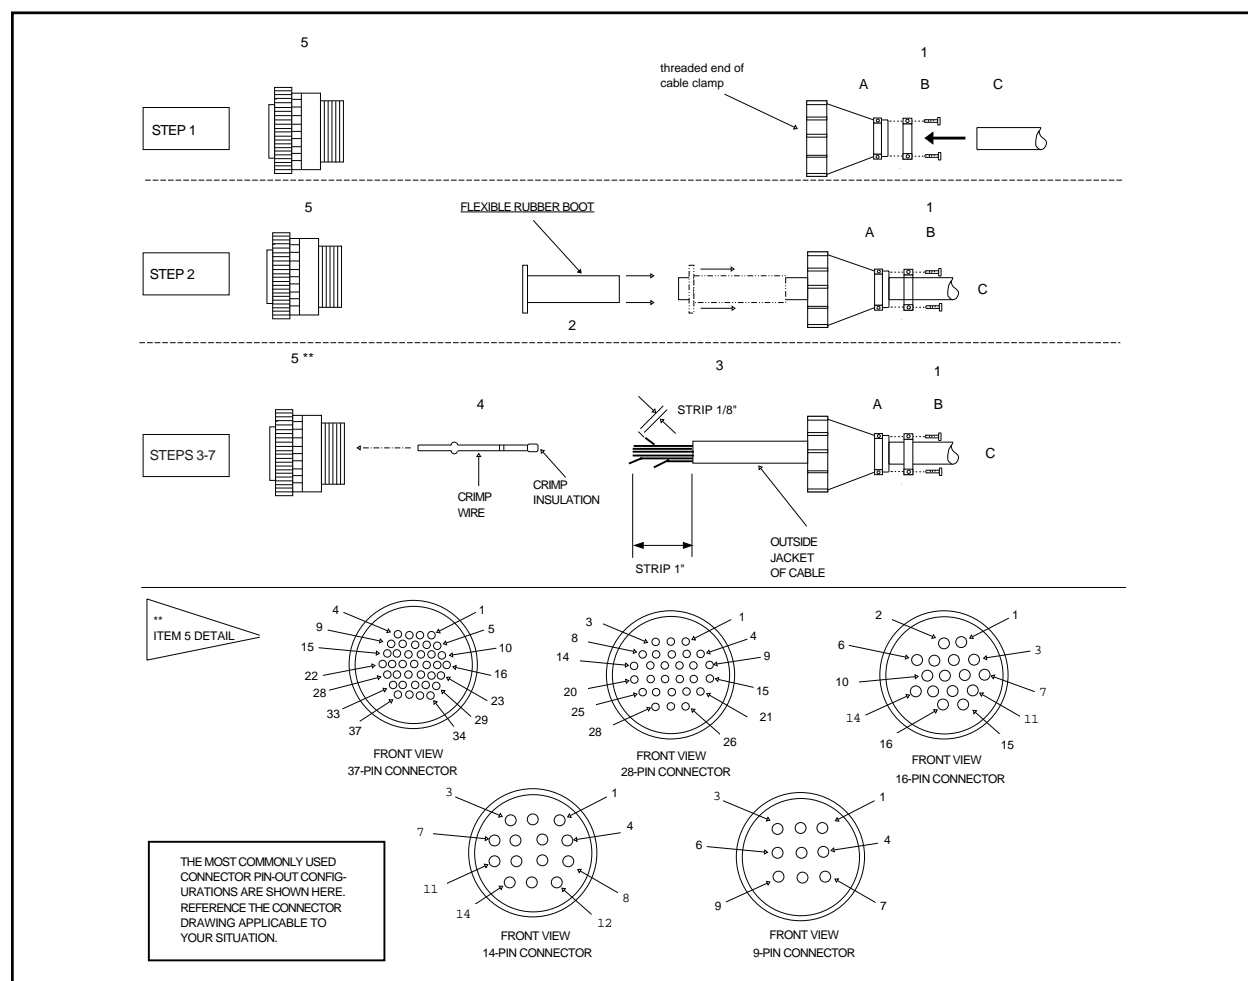 5
1
threaded end of
cable clamp
A B C
STEP 1
5
FLEXIBLE RUBBER BOOT
1
A B
STEP 2
C
2
5 **
3
1
4
STRIP 1/8"
A B
STEPS 3-7
C
CRIMP
WIRE
CRIMP
INSULATION
OUTSIDE
JACKET
OF CABLE
STRIP 1"
**
ITEM 5 DETAIL
4 1
9 5
15 10
22 16
28 23
33 29
37 34
FRONT VIEW
37-PIN CONNECTOR
3 1
8 4
14 9
20 15
25 21
28 26
FRONT VIEW
28-PIN CONNECTOR
2 1
6 3
10 7
14 11
16 15
FRONT VIEW
16-PIN CONNECTOR
3 1
7 4
11 8
14 12
FRONT VIEW
14-PIN CONNECTOR
3 1
6 4
9 7
FRONT VIEW
9-PIN CONNECTOR
THE MOST COMMONLY USED
CONNECTOR PIN-OUT CONFIG-
URATIONS ARE SHOWN HERE.
REFERENCE THE CONNECTOR
DRAWING APPLICABLE TO
YOUR SITUATION.